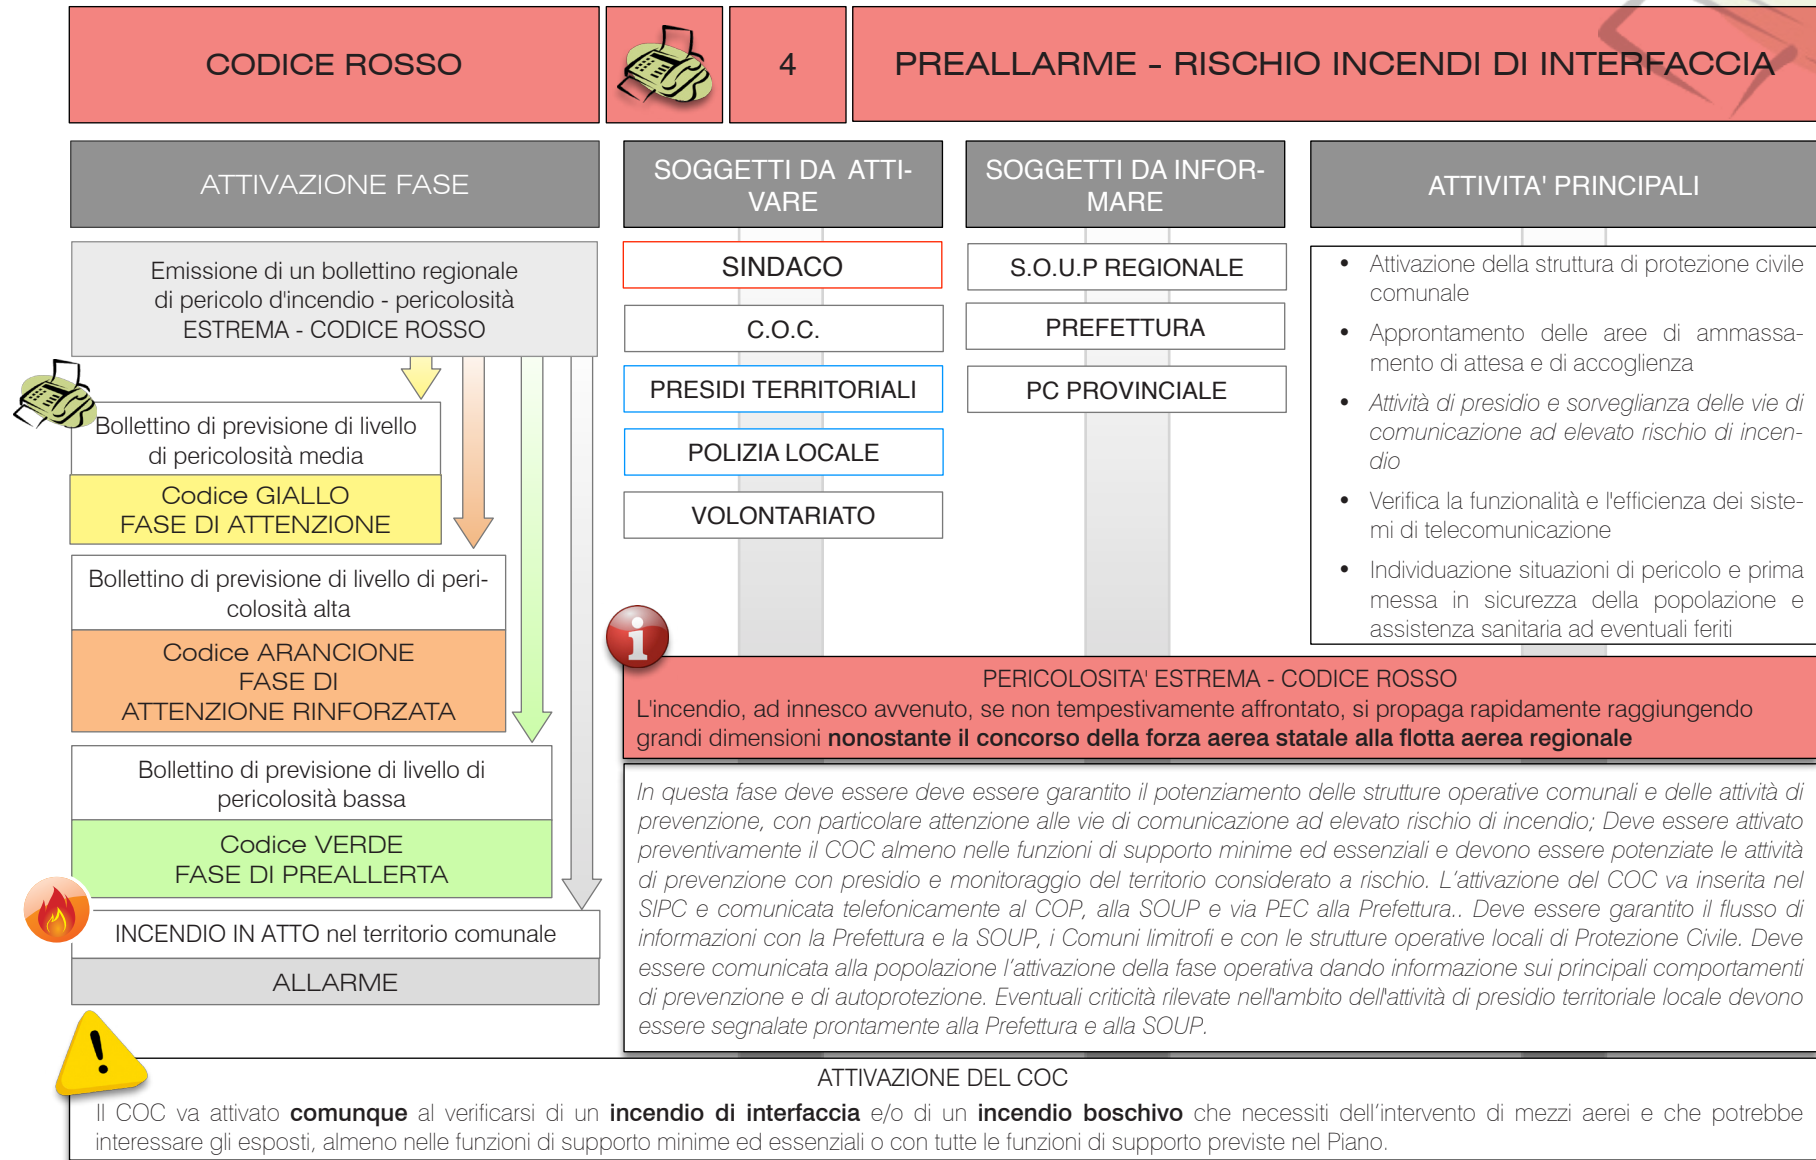 CODICE ROSSO
4
PREALLARME - RISCHIO INCENDI DI INTERFACCIA
ATTIVAZIONE FASE
Emissione di un bollettino regionale
di pericolo d'incendio - pericolosità
ESTREMA - CODICE ROSSO
Bollettino di previsione di livello
di pericolosità media
Codice GIALLO
FASE DI ATTENZIONE
Bollettino di previsione di livello di peri-
colosità alta
Codice ARANCIONE
FASE DI
ATTENZIONE RINFORZATA
Bollettino di previsione di livello di
pericolosità bassa
Codice VERDE
FASE DI PREALLERTA
INCENDIO IN ATTO nel territorio comunale
ALLARME
SOGGETTI DA ATTI-
VARE
SINDACO
C.O.C.
PRESIDI TERRITORIALI
POLIZIA LOCALE
VOLONTARIATO
SOGGETTI DA INFOR-
MARE
S.O.U.P REGIONALE
PREFETTURA
PC PROVINCIALE
ATTIVITA' PRINCIPALI
• Attivazione della struttura di protezione civile
comunale
• Approntamento delle aree di ammassa-
mento di attesa e di accoglienza
• Attività di presidio e sorveglianza delle vie di
comunicazione ad elevato rischio di incen-
dio
• Verifica la funzionalità e l'efficienza dei siste-
mi di telecomunicazione
• Individuazione situazioni di pericolo e prima
messa in sicurezza della popolazione e
assistenza sanitaria ad eventuali feriti
PERICOLOSITA' ESTREMA - CODICE ROSSO
L'incendio, ad innesco avvenuto, se non tempestivamente affrontato, si propaga rapidamente raggiungendo
grandi dimensioni nonostante il concorso della forza aerea statale alla flotta aerea regionale
In questa fase deve essere deve essere garantito il potenziamento delle strutture operative comunali e delle attività di
prevenzione, con particolare attenzione alle vie di comunicazione ad elevato rischio di incendio; Deve essere attivato
preventivamente il COC almeno nelle funzioni di supporto minime ed essenziali e devono essere potenziate le attività
di prevenzione con presidio e monitoraggio del territorio considerato a rischio. L'attivazione del COC va inserita nel
SIPC e comunicata telefonicamente al COP, alla SOUP e via PEC alla Prefettura.. Deve essere garantito il flusso di
informazioni con la Prefettura e la SOUP, i Comuni limitrofi e con le strutture operative locali di Protezione Civile. Deve
essere comunicata alla popolazione l'attivazione della fase operativa dando informazione sui principali comportamenti
di prevenzione e di autoprotezione. Eventuali criticità rilevate nell'ambito dell'attività di presidio territoriale locale devono
essere segnalate prontamente alla Prefettura e alla SOUP.
ATTIVAZIONE DEL COC
Il COC va attivato comunque al verificarsi di un incendio di interfaccia e/o di un incendio boschivo che necessiti dell'intervento di mezzi aerei e che potrebbe
interessare gli esposti, almeno nelle funzioni di supporto minime ed essenziali o con tutte le funzioni di supporto previste nel Piano.